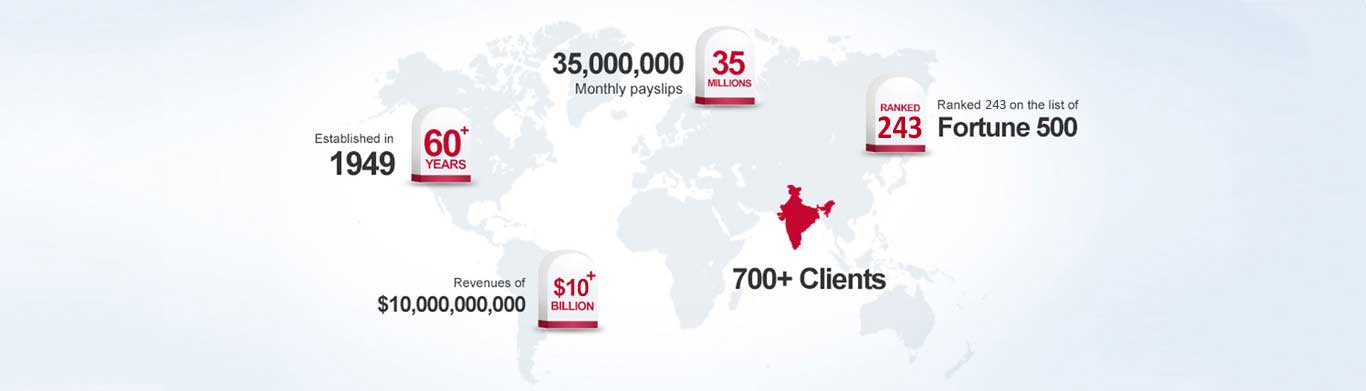 35,000,000
Monthly payslips
35
MILLIONS
RANKED
243
Ranked 243 on the list of
Fortune 500
Established in
1949
60+
YEARS
Revenues of
$10,000,000,000
$10+
BILLION
700+ Clients